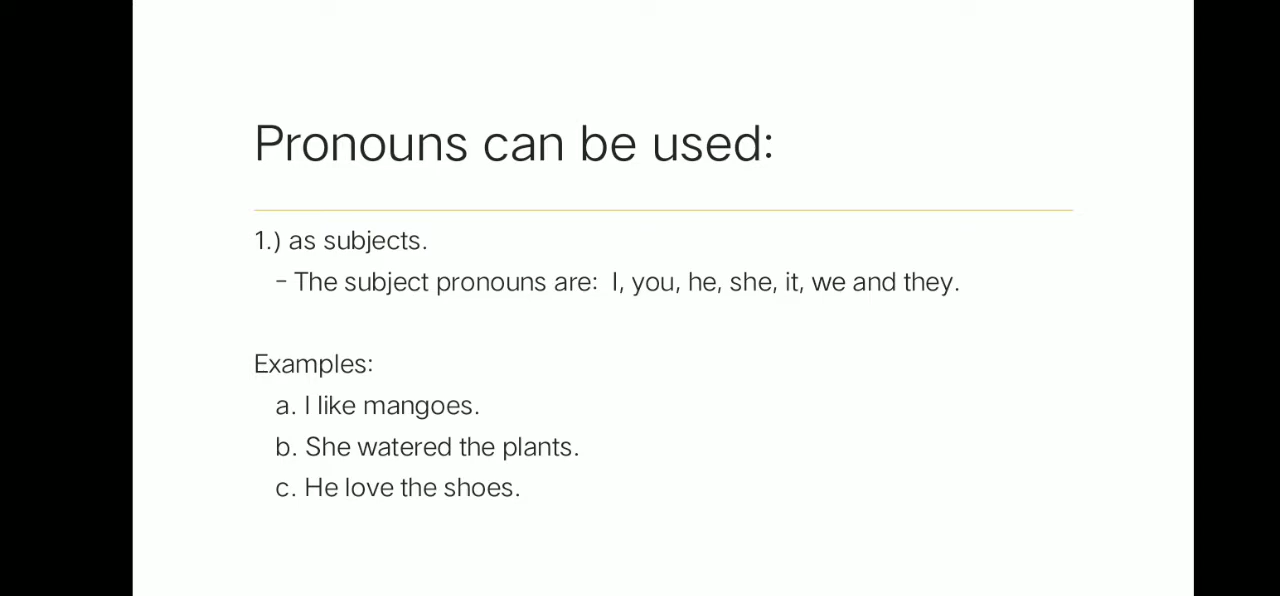 Pronouns can be used:
1.) as subjects.
- The subject pronouns are: I, you, he, she, it, we and they.
Examples:
a. I like mangoes.
b. She watered the plants.
c. He love the shoes.